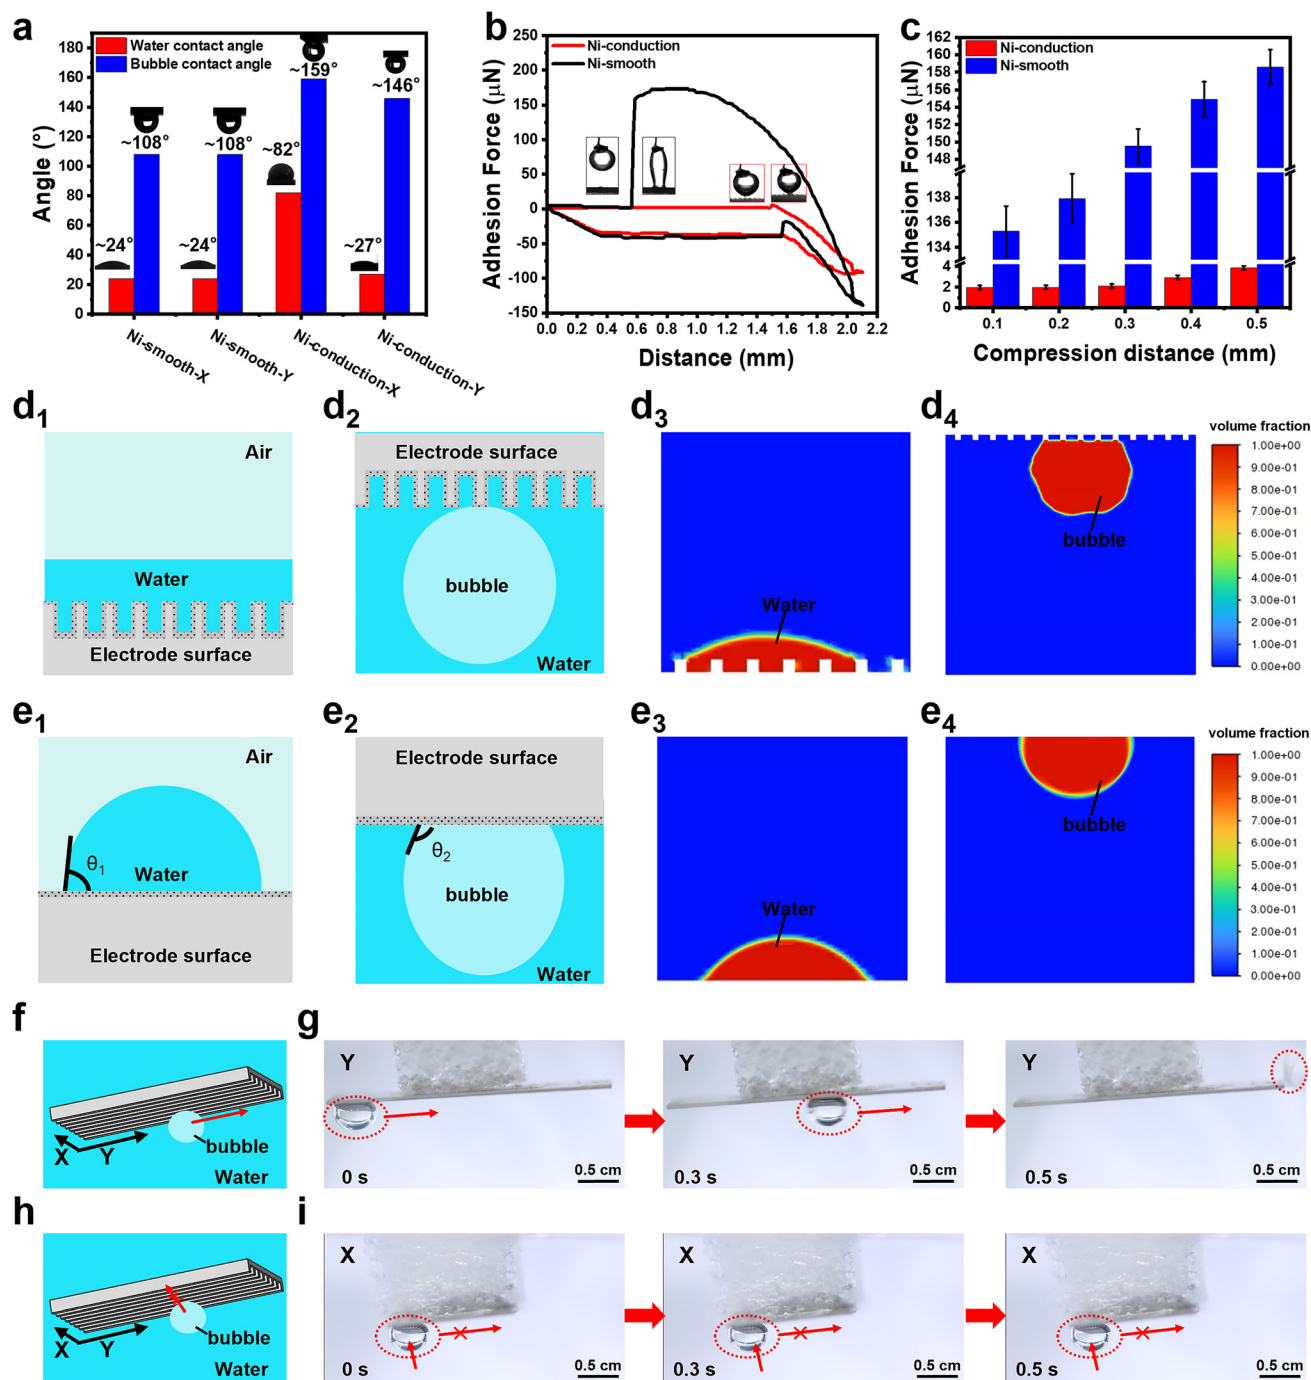 a
Angle (°)
180
160
140
120
100
80
60
40
20
0
Water contact angle
Bubble contact angle
~24°
~108°
~24°
~108°
~82°
~159°
~27°
~146°
Ni-smooth-X
Ni-smooth-Y
Ni-conduction-X
Ni-conduction-Y
b
Adhesion Force (μN)
250
200
150
100
50
0
-50
-100
-150
Ni-conduction
Ni-smooth
0.0 0.2 0.4 0.6 0.8 1.0 1.2 1.4 1.6 1.8 2.0 2.2
Distance (mm)
c
Adhesion Force (μN)
162
160
158
156
154
152
150
148
136
134
4
2
0
Ni-conduction
Ni-smooth
0.1 0.2 0.3 0.4 0.5
Compression distance (mm)
d1
Air
Water
Electrode surface
d2
Electrode surface
bubble
Water
d3
Water
d4
bubble
volume fraction
1.00e+00
9.00e-01
8.00e-01
7.00e-01
6.00e-01
5.00e-01
4.00e-01
3.00e-01
2.00e-01
1.00e-01
0.00e+00
e1
Air
θ1
Water
Electrode surface
e2
Electrode surface
θ2
bubble
Water
e3
Water
e4
bubble
volume fraction
1.00e+00
9.00e-01
8.00e-01
7.00e-01
6.00e-01
5.00e-01
4.00e-01
3.00e-01
2.00e-01
1.00e-01
0.00e+00
f
X
Y
bubble
Water
g
Y
0 s
0.5 cm
Y
0.3 s
0.5 cm
0.5 s
0.5 cm
h
X
Y
bubble
Water
i
X
0 s
0.5 cm
X
0.3 s
0.5 cm
X
0.5 s
0.5 cm